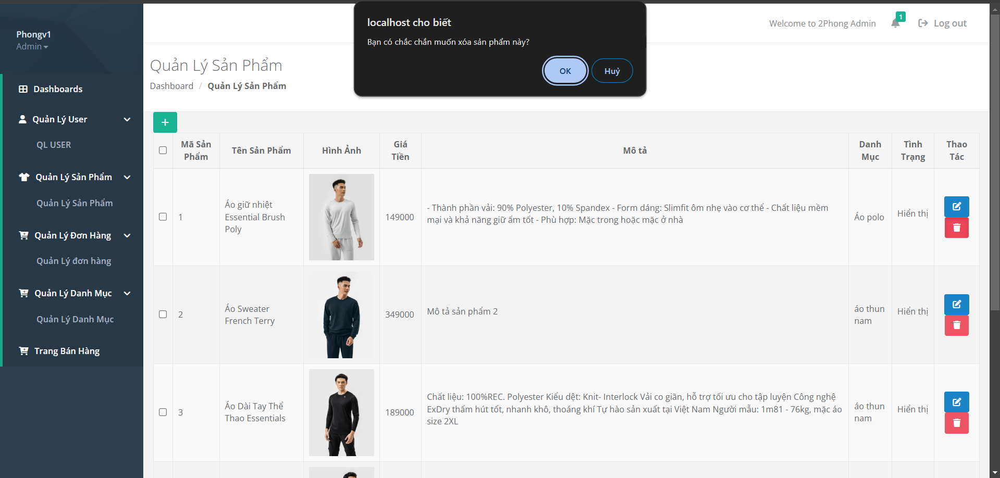 localhost cho biết
Bạn có chắc chắn muốn xóa sản phẩm này?
OK
Huỷ
Phongv1
Admin
Welcome to 2Phong Admin
1
Log out
Dashboards
Quản Lý User
QL USER
Quản Lý Sản Phẩm
Quản Lý Sản Phẩm
Quản Lý Đơn Hàng
Quản Lý đơn hàng
Quản Lý Danh Mục
Quản Lý Danh Mục
Trang Bán Hàng
Quản Lý Sản Phẩm
Dashboard / Quản Lý Sản Phẩm
+
Mã Sản
Phẩm
Tên Sản Phẩm
Hình Ảnh
Giá
Tiền
Mô tả
Danh
Mục
Tình
Trạng
Thao
Tác
1
Áo giữ nhiệt
Essential Brush
Poly
149000
- Thành phần vải: 90% Polyester, 10% Spandex - Form dáng: Slimfit ôm nhẹ vào cơ thể - Chất liệu mềm
mại và khả năng giữ ấm tốt - Phù hợp: Mặc trong hoặc mặc ở nhà
Áo polo
Hiển thị
2
Áo Sweater
French Terry
349000
Mô tả sản phẩm 2
áo thun
nam
Hiển thị
3
Áo Dài Tay Thể
Thao Essentials
189000
Chất liệu: 100%REC. Polyester Kiểu dệt: Knit- Interlock Vải co giãn, hỗ trợ tối ưu cho tập luyện Công nghệ
ExDry thấm hút tốt, nhanh khô, thoáng khí Tự hào sản xuất tại Việt Nam Người mẫu: 1m81 - 76kg, mặc áo
size 2XL
áo thun
nam
Hiển thị